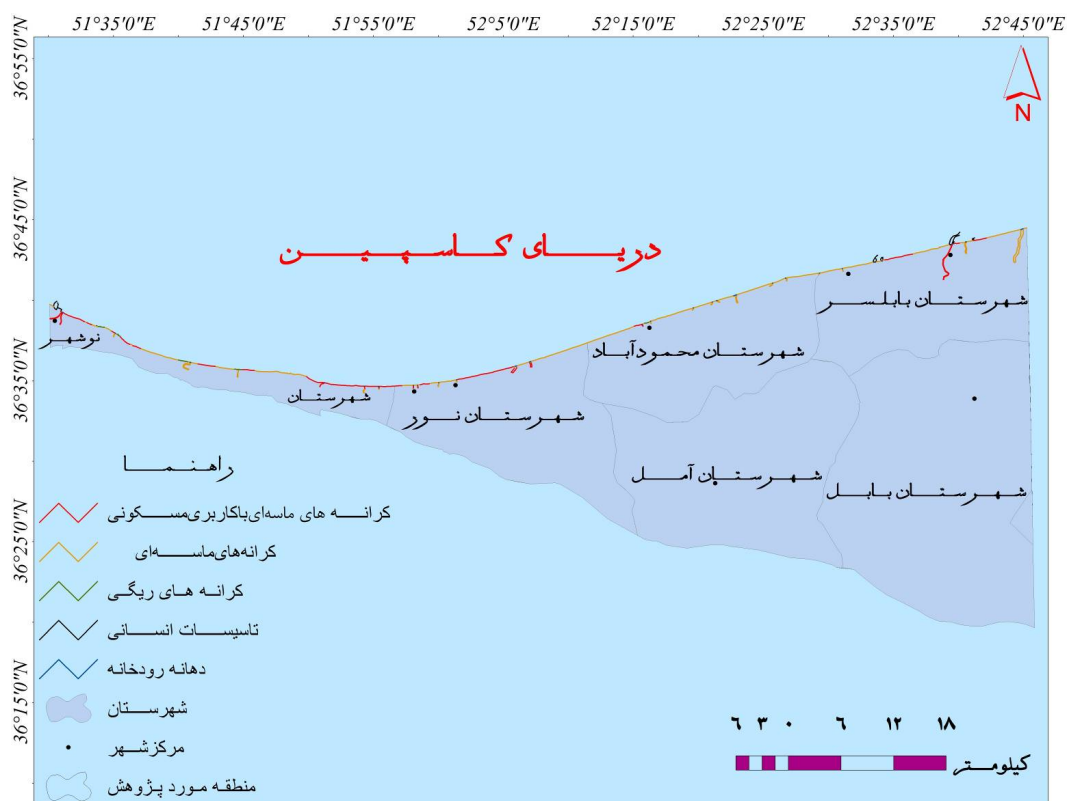 51°35'0"E 51°45'0"E 51°55'0"E 52°5'0"E 52°15'0"E 52°25'0"E 52°35'0"E 52°45'0"E
36°55'0"N
36°45'0"N
36°35'0"N
36°25'0"N
36°15'0"N
N
دریای کاسپین
شهرستان بابلسر
نوشهر
شهرستان محمودآباد
شهرستان
شهرستان نور
شهرستان آمل
شهرستان بابل
راهنما
کرانه های ماسه‌ای باکاربری مسکونی
کرانه‌های ماسه‌ای
کرانه های ریگی
تاسیسات انسانی
دهانه رودخانه
شهرستان
مرکز شهر
منطقه مورد پژوهش
۶ ۳ ۰ ۶ ۱۲ ۱۸
کیلومتر